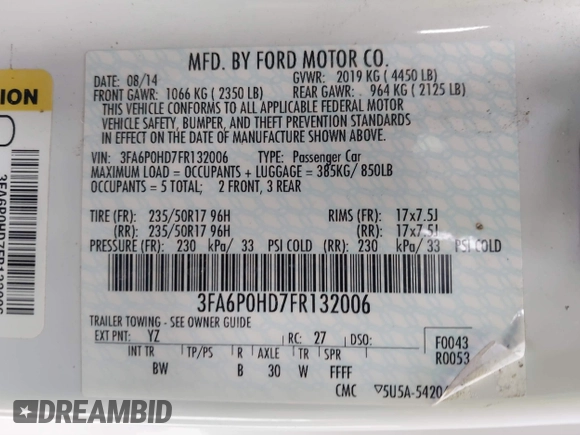 MFD. BY FORD MOTOR CO.
DATE: 08/14 GVWR: 2019 KG ( 4450 LB)
FRONT GAWR: 1066 KG ( 2350 LB) REAR GAWR: 964 KG ( 2125 LB)
THIS VEHICLE CONFORMS TO ALL APPLICABLE FEDERAL MOTOR
VEHICLE SAFETY, BUMPER, AND THEFT PREVENTION STANDARDS
IN EFFECT ON THE DATE OF MANUFACTURE SHOWN ABOVE.
VIN: 3FA6P0HD7FR132006 TYPE: Passenger Car
MAXIMUM LOAD = OCCUPANTS + LUGGAGE = 385KG/ 850LB
OCCUPANTS = 5 TOTAL; 2 FRONT, 3 REAR
TIRE (FR): 235/50R17 96H RIMS (FR): 17x7.5J
(RR): 235/50R17 96H (RR): 17x7.5J
PRESSURE (FR): 230 kPa/ 33 PSI COLD (RR): 230 kPa/ 33 PSI COLD
3FA6P0HD7FR132006
TRAILER TOWING - SEE OWNER GUIDE
EXT PNT: YZ RC: 27 DSO: F0043
R0053
INT TR TP/PS R AXLE TR SPR
BW B 30 W FFFF
CMC 5U5A-5420
3FA6P0HD7FR132006
DREAMBID